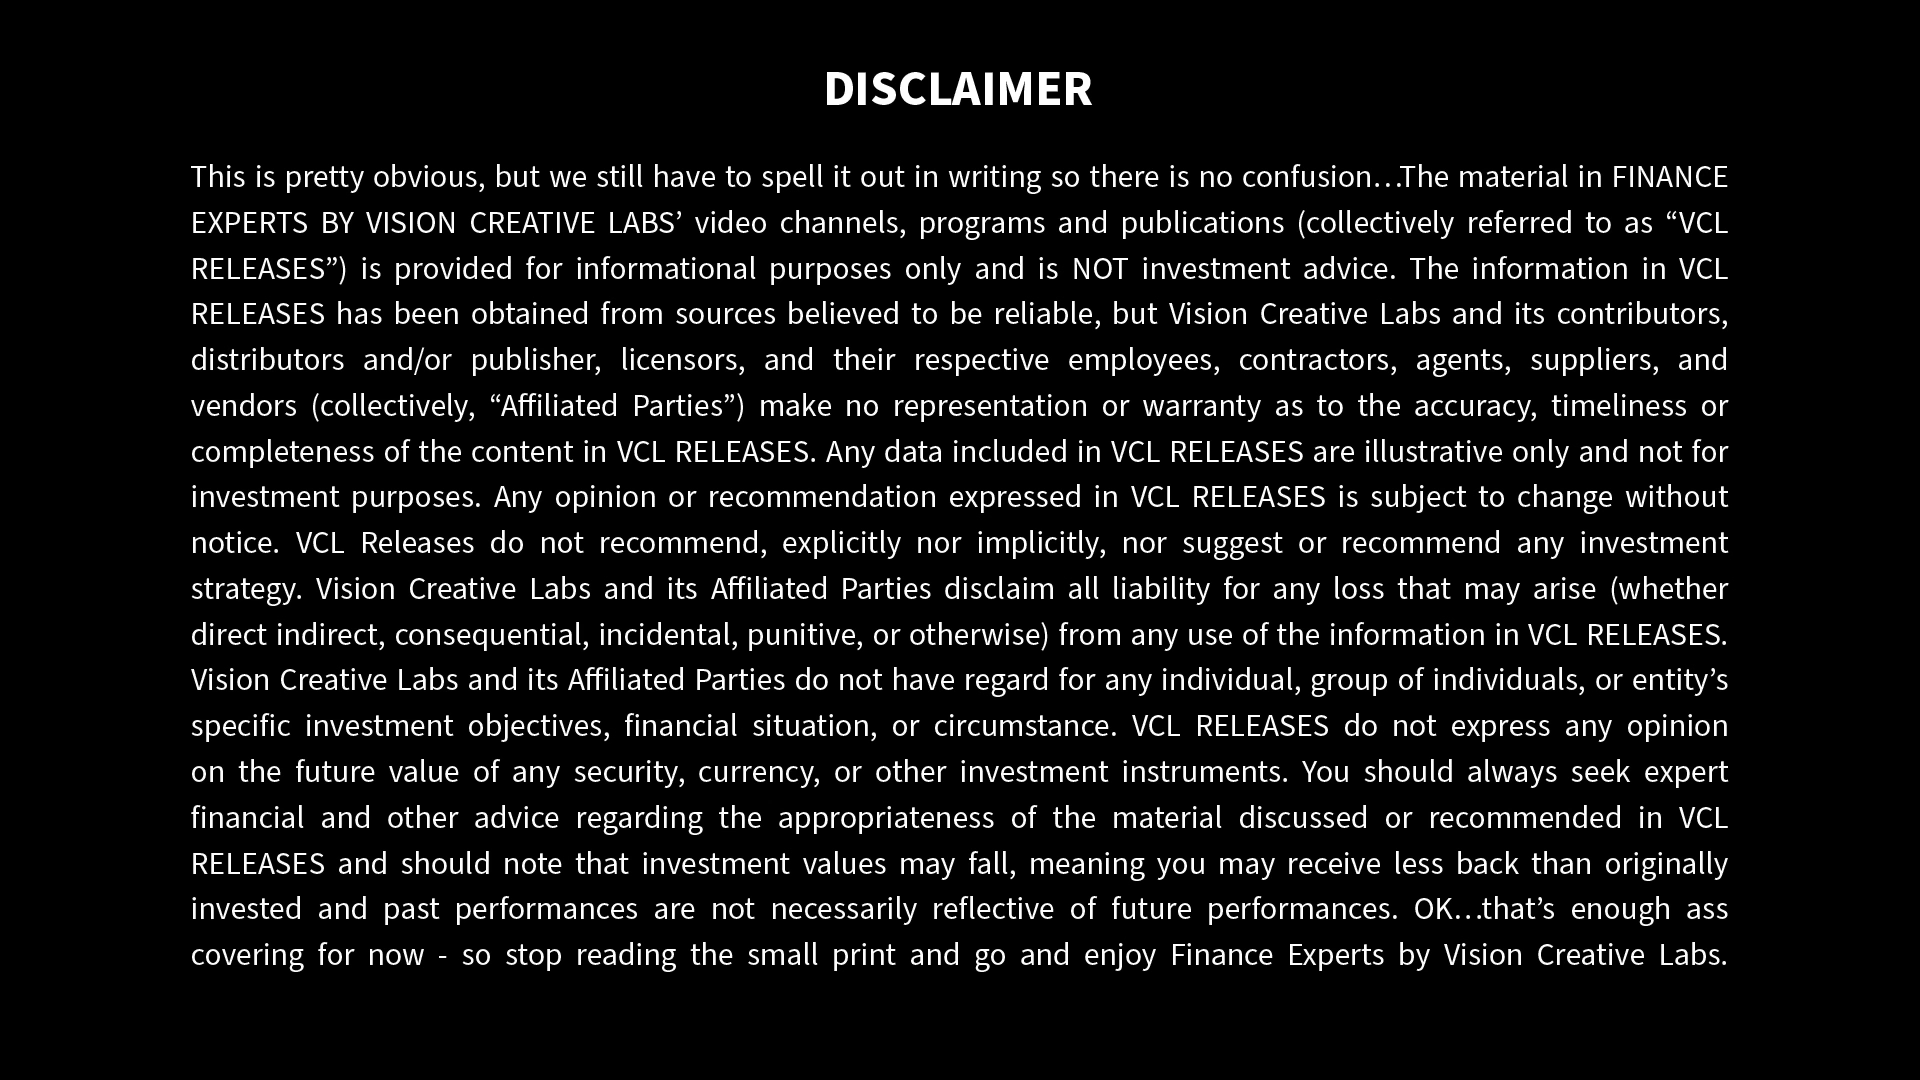 DISCLAIMER
This is pretty obvious, but we still have to spell it out in writing so there is no confusion…The material in FINANCE
EXPERTS BY VISION CREATIVE LABS’ video channels, programs and publications (collectively referred to as “VCL
RELEASES”) is provided for informational purposes only and is NOT investment advice. The information in VCL
RELEASES has been obtained from sources believed to be reliable, but Vision Creative Labs and its contributors,
distributors and/or publisher, licensors, and their respective employees, contractors, agents, suppliers, and
vendors (collectively, “Affiliated Parties”) make no representation or warranty as to the accuracy, timeliness or
completeness of the content in VCL RELEASES. Any data included in VCL RELEASES are illustrative only and not for
investment purposes. Any opinion or recommendation expressed in VCL RELEASES is subject to change without
notice. VCL Releases do not recommend, explicitly nor implicitly, nor suggest or recommend any investment
strategy. Vision Creative Labs and its Affiliated Parties disclaim all liability for any loss that may arise (whether
direct indirect, consequential, incidental, punitive, or otherwise) from any use of the information in VCL RELEASES.
Vision Creative Labs and its Affiliated Parties do not have regard for any individual, group of individuals, or entity’s
specific investment objectives, financial situation, or circumstance. VCL RELEASES do not express any opinion
on the future value of any security, currency, or other investment instruments. You should always seek expert
financial and other advice regarding the appropriateness of the material discussed or recommended in VCL
RELEASES and should note that investment values may fall, meaning you may receive less back than originally
invested and past performances are not necessarily reflective of future performances. OK…that’s enough ass
covering for now - so stop reading the small print and go and enjoy Finance Experts by Vision Creative Labs.